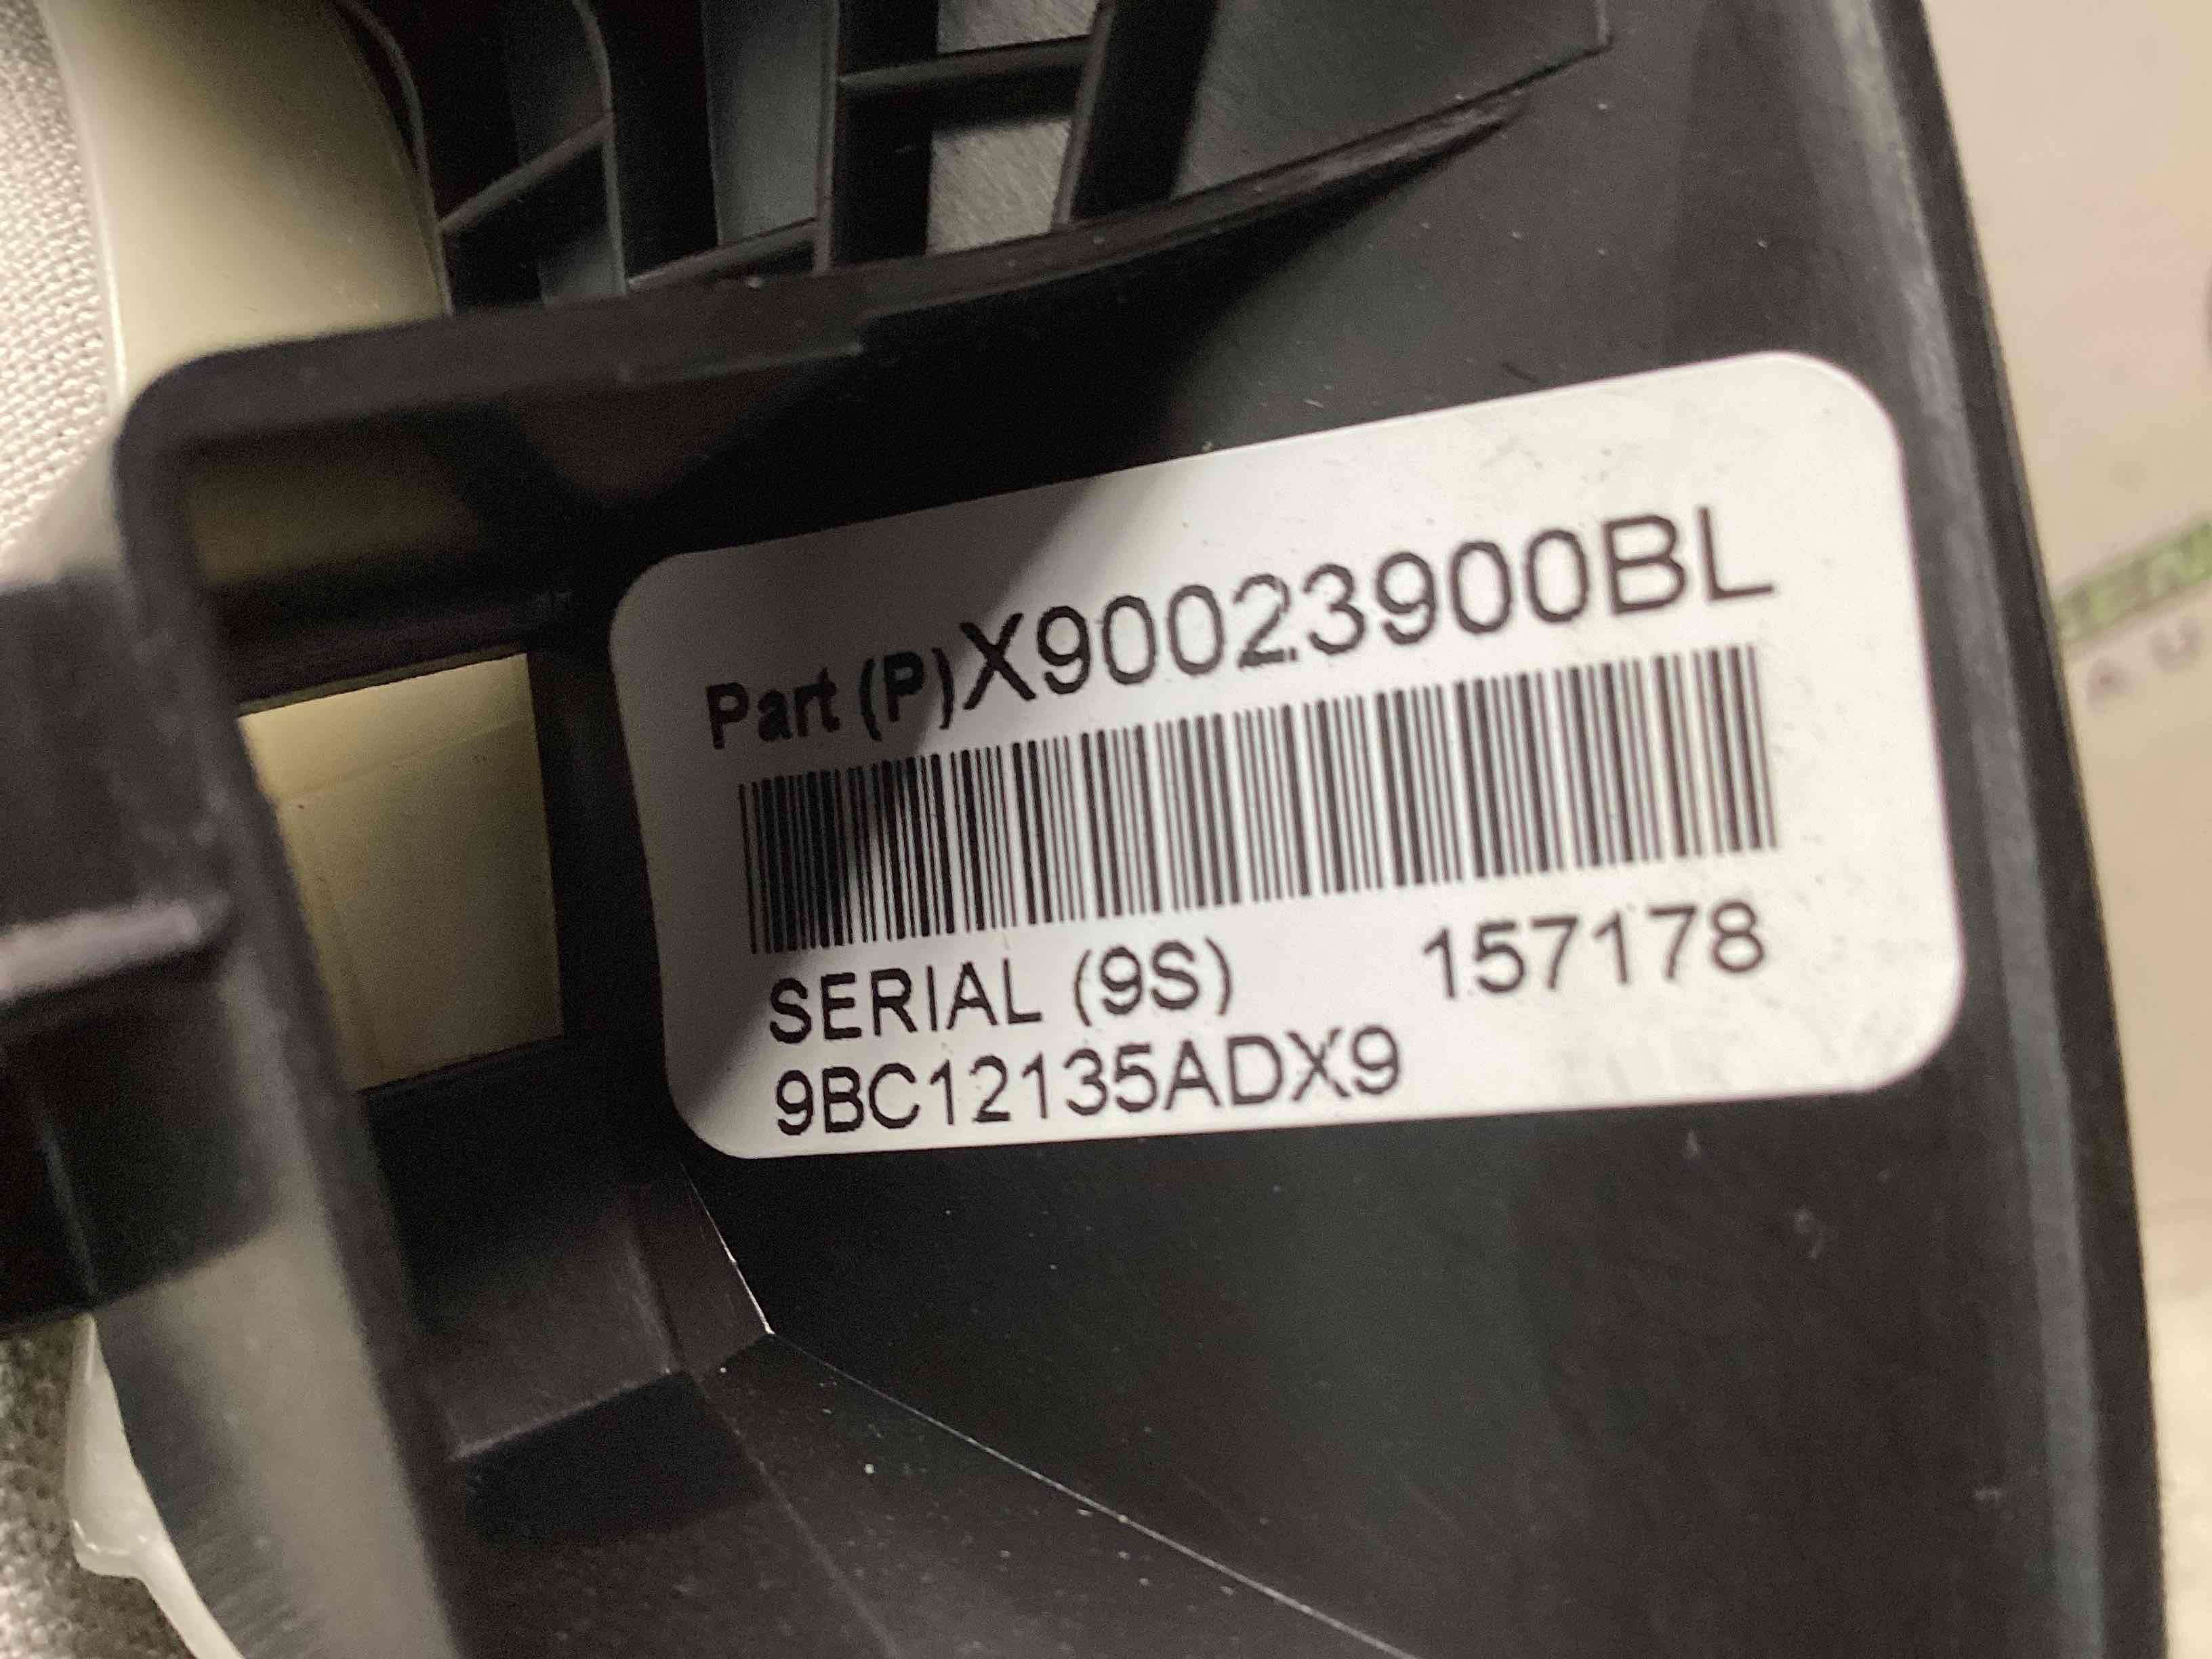 Part (P)X90023900BL
SERIAL (9S) 157178
9BC12135ADX9